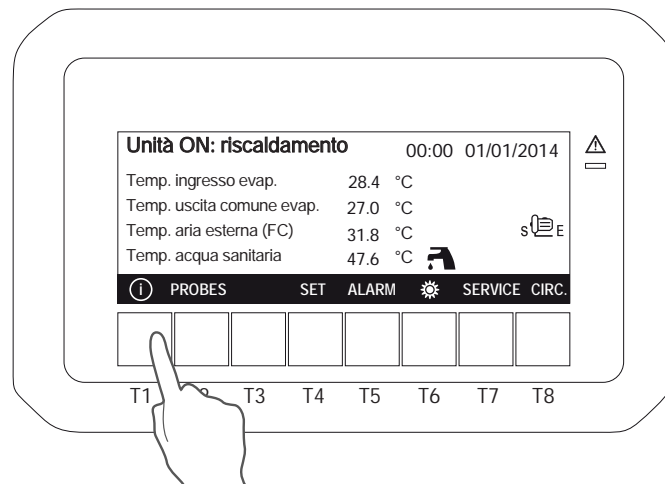 Unità ON: riscaldamento 00:00 01/01/2014
Temp. ingresso evap. 28.4 °C
Temp. uscita comune evap. 27.0 °C
Temp. aria esterna (FC) 31.8 °C
S E
Temp. acqua sanitaria 47.6 °C
i PROBES SET ALARM SERVICE CIRC.
T1 T3 T4 T5 T6 T7 T8